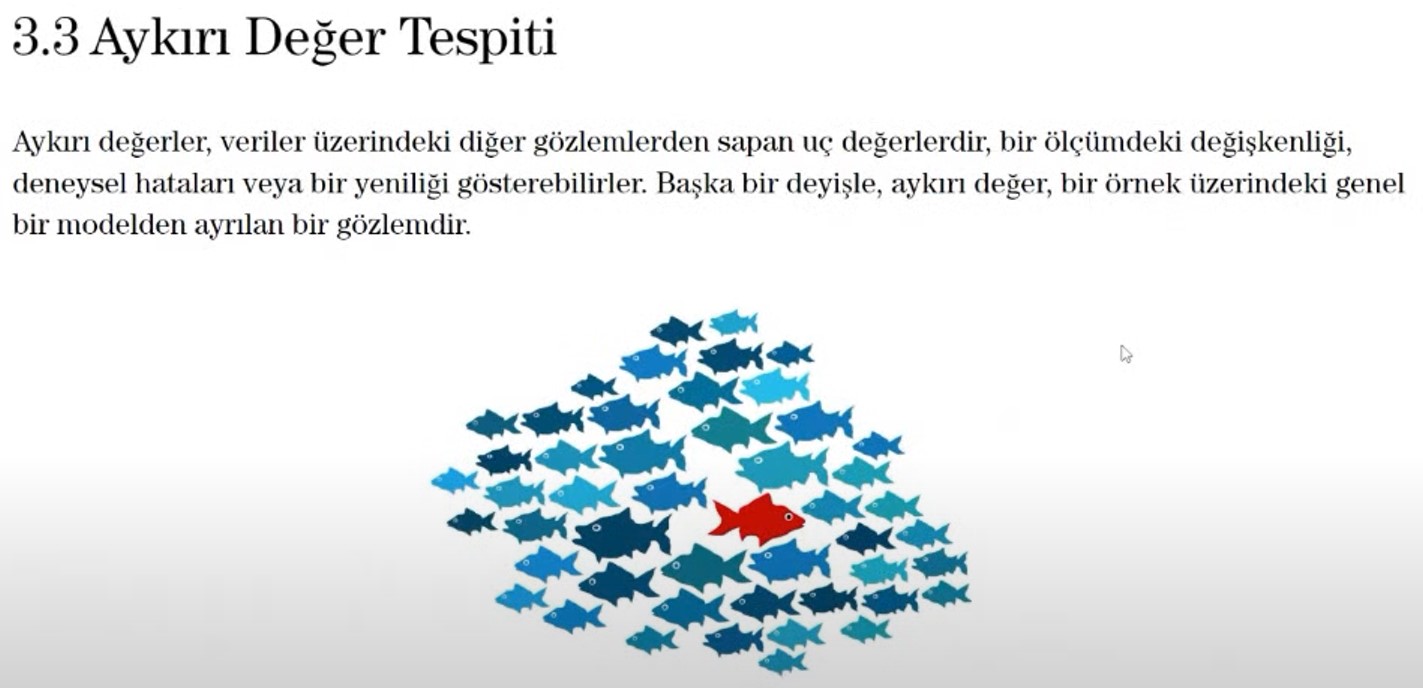 3.3 Aykırı Değer Tespiti
Aykırı değerler, veriler üzerindeki diğer gözlemlerden sapan uç değerlerdir, bir ölçümdeki değişkenliği,
deneysel hataları veya bir yeniliği gösterebilirler. Başka bir deyişle, aykırı değer, bir örnek üzerindeki genel
bir modelden ayrılan bir gözlemdir.